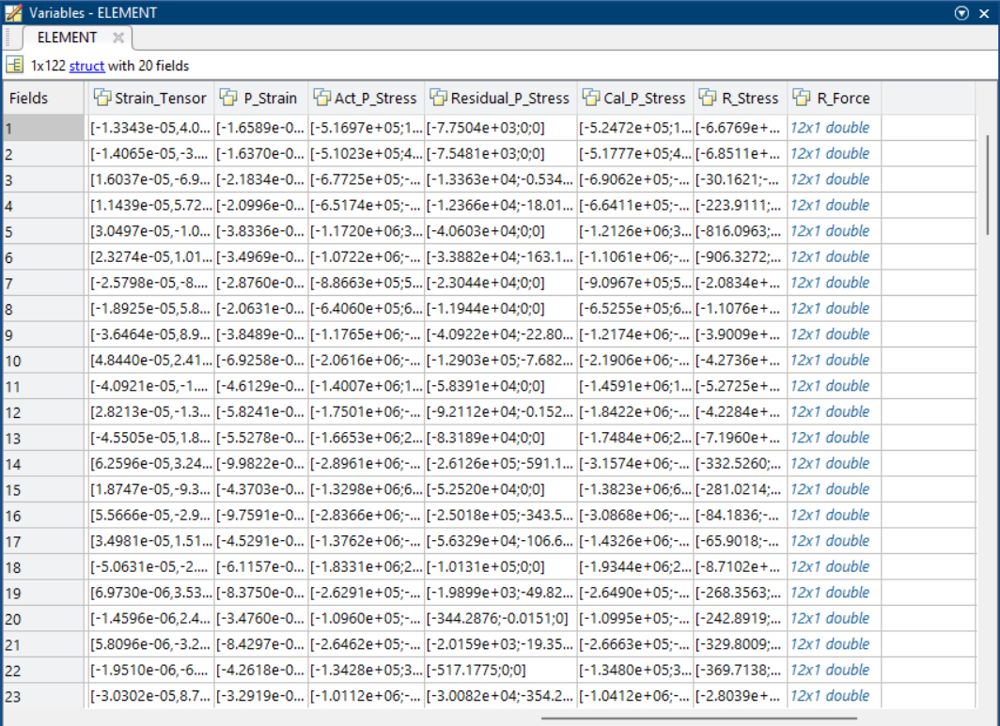 Variables - ELEMENT
ELEMENT
1x122 struct with 20 fields
Fields Strain_Tensor P_Strain Act_P_Stress Residual_P_Stress Cal_P_Stress R_Stress R_Force
1 [-1.3343e-05,4.0... [-1.6589e-0... [-5.1697e+05;1... [-7.7504e+03;0;0] [-5.2472e+05;1... [-6.6769e+... 12x1 double
2 [-1.4065e-05,-3.... [-1.6370e-0... [-5.1023e+05;4... [-7.5481e+03;0;0] [-5.1777e+05;4... [-6.8511e+... 12x1 double
3 [1.6037e-05,-6.9... [-2.1834e-0... [-6.7725e+05;-... [-1.3363e+04;-0.534... [-6.9062e+05;-... [-30.1621;-... 12x1 double
4 [1.1439e-05,5.72... [-2.0996e-0... [-6.5174e+05;-... [-1.2366e+04;-18.01... [-6.6411e+05;-... [-223.9111;... 12x1 double
5 [3.0497e-05,-1.0... [-3.8336e-0... [-1.1720e+06;3... [-4.0603e+04;0;0] [-1.2126e+06;3... [-816.0963;... 12x1 double
6 [2.3274e-05,1.01... [-3.4969e-0... [-1.0722e+06;-... [-3.3882e+04;-163.1... [-1.1061e+06;-... [-906.3272;... 12x1 double
7 [-2.5798e-05,-8.... [-2.8760e-0... [-8.8663e+05;5... [-2.3044e+04;0;0] [-9.0967e+05;5... [-2.0834e+... 12x1 double
8 [-1.8925e-05,5.8... [-2.0631e-0... [-6.4060e+05;6... [-1.1944e+04;0;0] [-6.5255e+05;6... [-1.1076e+... 12x1 double
9 [-3.6464e-05,8.9... [-3.8489e-0... [-1.1765e+06;-... [-4.0922e+04;-22.80... [-1.2174e+06;-... [-3.9009e+... 12x1 double
10 [4.8440e-05,2.41... [-6.9258e-0... [-2.0616e+06;-... [-1.2903e+05;-7.682... [-2.1906e+06;-... [-4.2736e+... 12x1 double
11 [-4.0921e-05,-1.... [-4.6129e-0... [-1.4007e+06;1... [-5.8391e+04;0;0] [-1.4591e+06;1... [-5.2725e+... 12x1 double
12 [2.8213e-05,-1.3... [-5.8241e-0... [-1.7501e+06;-... [-9.2112e+04;-0.152... [-1.8422e+06;-... [-4.2284e+... 12x1 double
13 [-4.5505e-05,1.8... [-5.5278e-0... [-1.6653e+06;2... [-8.3189e+04;0;0] [-1.7484e+06;2... [-7.1960e+... 12x1 double
14 [6.2596e-05,3.24... [-9.9822e-0... [-2.8961e+06;-... [-2.6126e+05;-591.1... [-3.1574e+06;-... [-332.5260;... 12x1 double
15 [1.8747e-05,-9.3... [-4.3703e-0... [-1.3298e+06;6... [-5.2520e+04;0;0] [-1.3823e+06;6... [-281.0214;... 12x1 double
16 [5.5666e-05,-2.9... [-9.7591e-0... [-2.8366e+06;-... [-2.5018e+05;-343.5... [-3.0868e+06;-... [-84.1836;-... 12x1 double
17 [3.4981e-05,1.51... [-4.5291e-0... [-1.3762e+06;-... [-5.6329e+04;-106.6... [-1.4326e+06;-... [-65.9018;-... 12x1 double
18 [-5.0631e-05,-2.... [-6.1157e-0... [-1.8331e+06;2... [-1.0131e+05;0;0] [-1.9344e+06;2... [-8.7102e+... 12x1 double
19 [6.9730e-06,3.53... [-8.3750e-0... [-2.6291e+05;-... [-1.9899e+03;-49.82... [-2.6490e+05;-... [-268.3563;... 12x1 double
20 [-1.4596e-06,2.4... [-3.4760e-0... [-1.0960e+05;-... [-344.2876;-0.0151;0] [-1.0995e+05;-... [-242.8919;... 12x1 double
21 [5.8096e-06,-3.2... [-8.4297e-0... [-2.6462e+05;-... [-2.0159e+03;-19.35... [-2.6663e+05;-... [-329.8009;... 12x1 double
22 [-1.9510e-06,-6.... [-4.2618e-0... [-1.3428e+05;3... [-517.1775;0;0] [-1.3480e+05;3... [-369.7138;... 12x1 double
23 [-3.0302e-05,8.7... [-3.2919e-0... [-1.0112e+06;-... [-3.0082e+04;-354.2... [-1.0412e+06;-... [-2.8039e+... 12x1 double